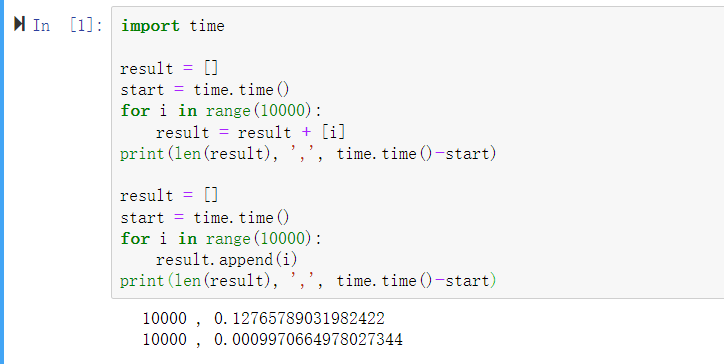 In [1]: import time
result = []
start = time.time()
for i in range(10000):
    result = result + [i]
print(len(result), ',', time.time()-start)
result = []
start = time.time()
for i in range(10000):
    result.append(i)
print(len(result), ',', time.time()-start)
10000 , 0.12765789031982422
10000 , 0.0009970664978027344